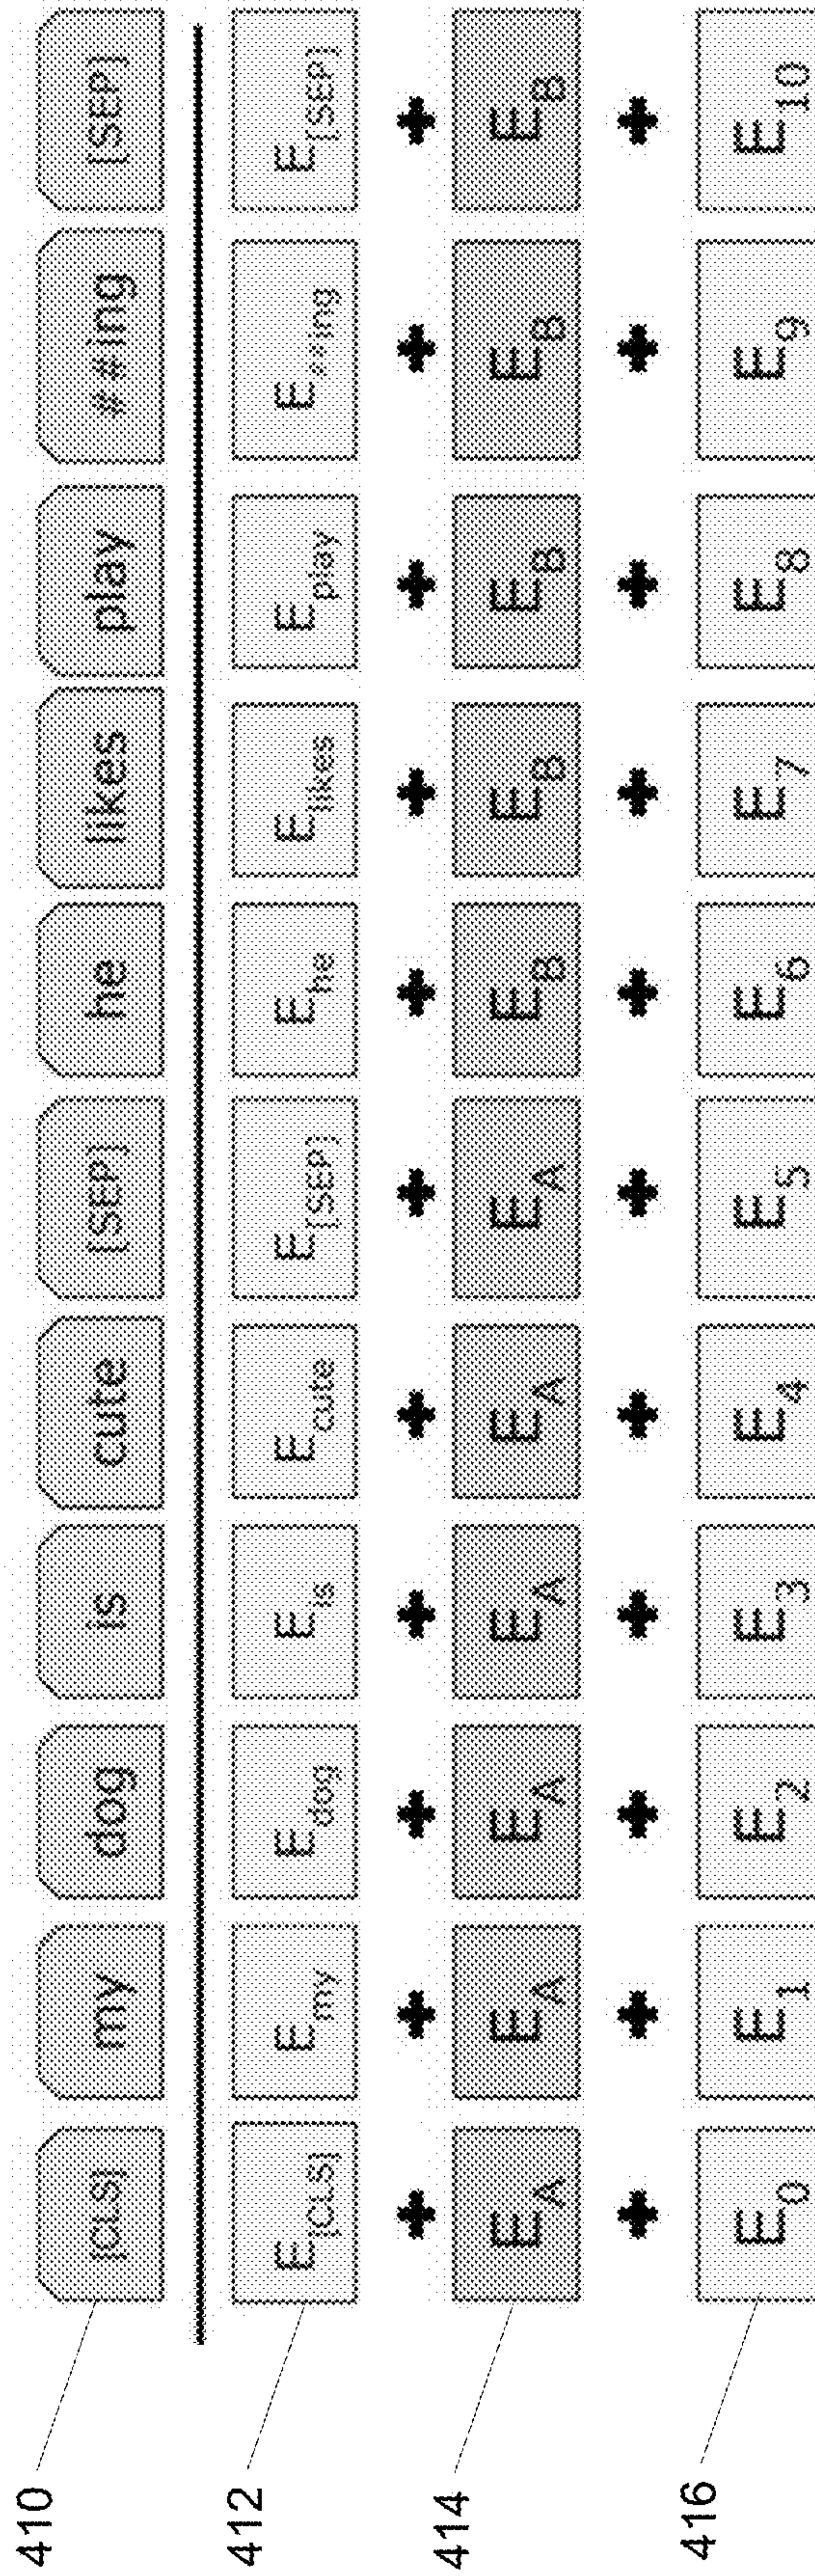 410 [CLS] my dog is cute [SEP] he likes play ##ing [SEP]
412 E[CLS] Emy Edog Eis Ecute E[SEP] Ehe Elikes Eplay E##ing E[SEP]
+ + + + + + + + + + +
414 EA EA EA EA EA EA EB EB EB EB EB
+ + + + + + + + + + +
416 E0 E1 E2 E3 E4 E5 E6 E7 E8 E9 E10